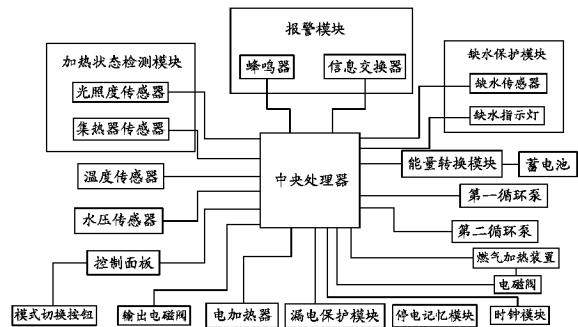 报警模块
蜂鸣器
信息交换器
加热状态检测模块
光照度传感器
集热器传感器
缺水保护模块
缺水传感器
缺水指示灯
温度传感器
中央处理器
能量转换模块
蓄电池
水压传感器
第一循环泵
第二循环泵
控制面板
燃气加热装置
电磁阀
模式切换按钮
输出电磁阀
电加热器
漏电保护模块
停电记忆模块
时钟模块